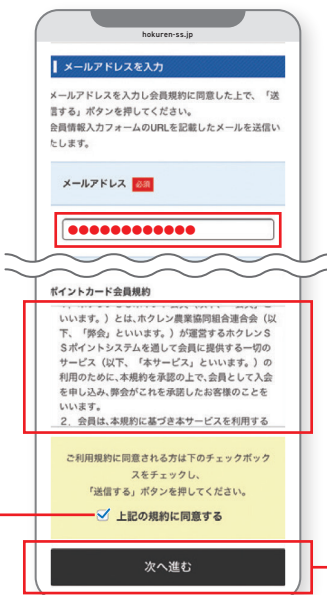 hokuren-ss.jp
メールアドレスを入力
メールアドレスを入力し会員規約に同意した上で、「送
信する」ボタンを押してください。
会員情報入力フォームのURLを記載したメールを送信い
たします。
メールアドレス 必須
ポイントカード会員規約
いいます。）とは、ホクレン農業協同組合連合会（以
下、「弊会」といいます。）が運営するホクレンＳ
Ｓポイントシステムを通して会員に提供する一切の
サービス（以下、「本サービス」といいます。）の
利用のために、本規約を承認の上で、会員として入会
を申し込み、弊会がこれを承諾したお客様のことを
いいます。
2．会員は、本規約に基づき本サービスを利用する
ご利用規約に同意される方は下のチェックボック
スをチェックし、
「送信する」ボタンを押してください。
上記の規約に同意する
次へ進む